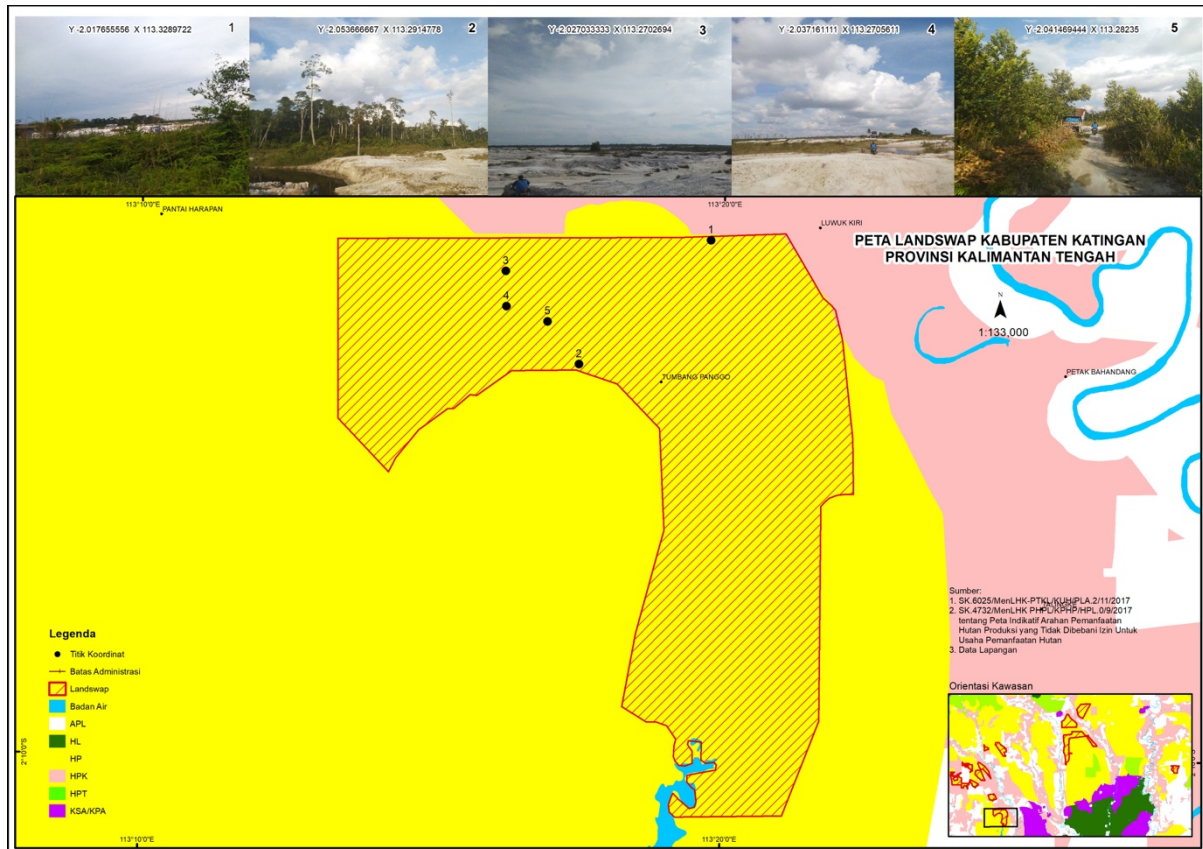 Y -2.017655556 X 113.3289722 1
Y -2.053666667 X 113.2914778 2
Y -2.027033333 X 113.2702694 3
Y -2.037161111 X 113.2705611 4
Y -2.041469444 X 113.28235 5
113°10'0"E
113°20'0"E
PANTAI HARAPAN
LUWUK KIRI
PETA LANDSWAP KABUPATEN KATINGAN
PROVINSI KALIMANTAN TENGAH
N
1:133,000
1
3
4
5
2
TUMBANG PANGGO
PETAK BAHANDANG
Sumber:
1. SK.6025/MenLHK-PTKL/KUH/PLA.2/11/2017
2. SK.4732/MenLHK PHPL/KPHP/HPL.0/9/2017
tentang Peta Indikatif Arahan Pemanfaatan
Hutan Produksi yang Tidak Dibebani Izin Untuk
Usaha Pemanfaatan Hutan
3. Data Lapangan
Legenda
Titik Koordinat
Batas Administrasi
Landswap
Badan Air
APL
HL
HP
HPK
HPT
KSA/KPA
Orientasi Kawasan
2°10'0"S
113°10'0"E
113°20'0"E